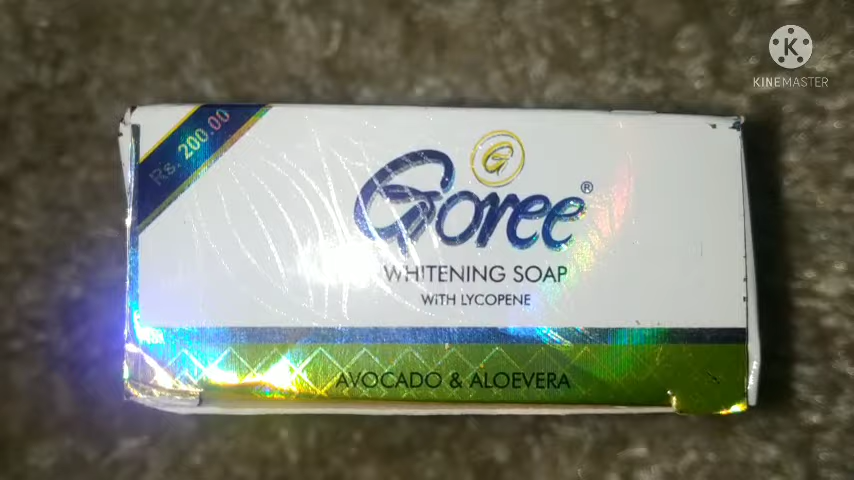 Rs. 200.00
G
Goree®
WHITENING SOAP
WITH LYCOPENE
AVOCADO & ALOEVERA
K
KINEMASTER